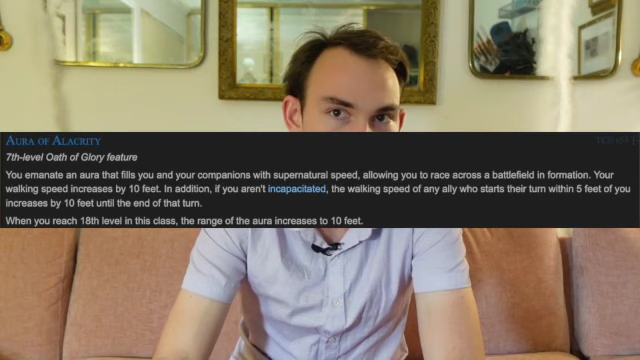 AURA OF ALACRITY
7th-level Oath of Glory feature
You emanate an aura that fills you and your companions with supernatural speed, allowing you to race across a battlefield in formation. Your
walking speed increases by 10 feet. In addition, if you aren't incapacitated, the walking speed of any ally who starts their turn within 5 feet of you
increases by 10 feet until the end of that turn.
When you reach 18th level in this class, the range of the aura increases to 10 feet.